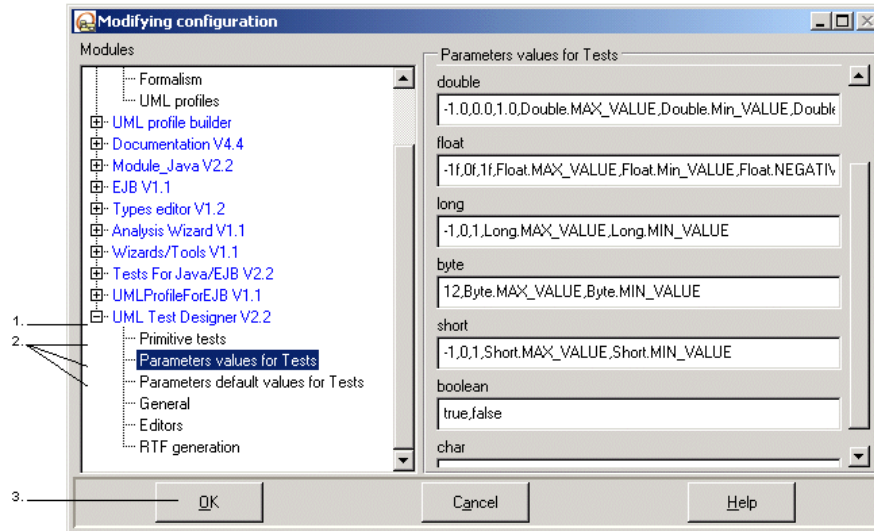 Modifying configuration
Modules
Formalism
UML profiles
UML profile builder
Documentation V4.4
Module_Java V2.2
EJB V1.1
Types editor V1.2
Analysis Wizard V1.1
Wizards/Tools V1.1
Tests For Java/EJB V2.2
UMLProfileForEJB V1.1
1.
UML Test Designer V2.2
2.
Primitive tests
Parameters values for Tests
Parameters default values for Tests
General
Editors
RTF generation
Parameters values for Tests
double
-1.0,0.0,1.0,Double.MAX_VALUE,Double.Min_VALUE,Double
float
-1f,0f,1f,Float.MAX_VALUE,Float.Min_VALUE,Float.NEGATIV
long
-1,0,1,Long.MAX_VALUE,Long.MIN_VALUE
byte
12,Byte.MAX_VALUE,Byte.MIN_VALUE
short
-1,0,1,Short.MAX_VALUE,Short.MIN_VALUE
boolean
true,false
char
3.
OK
Cancel
Help